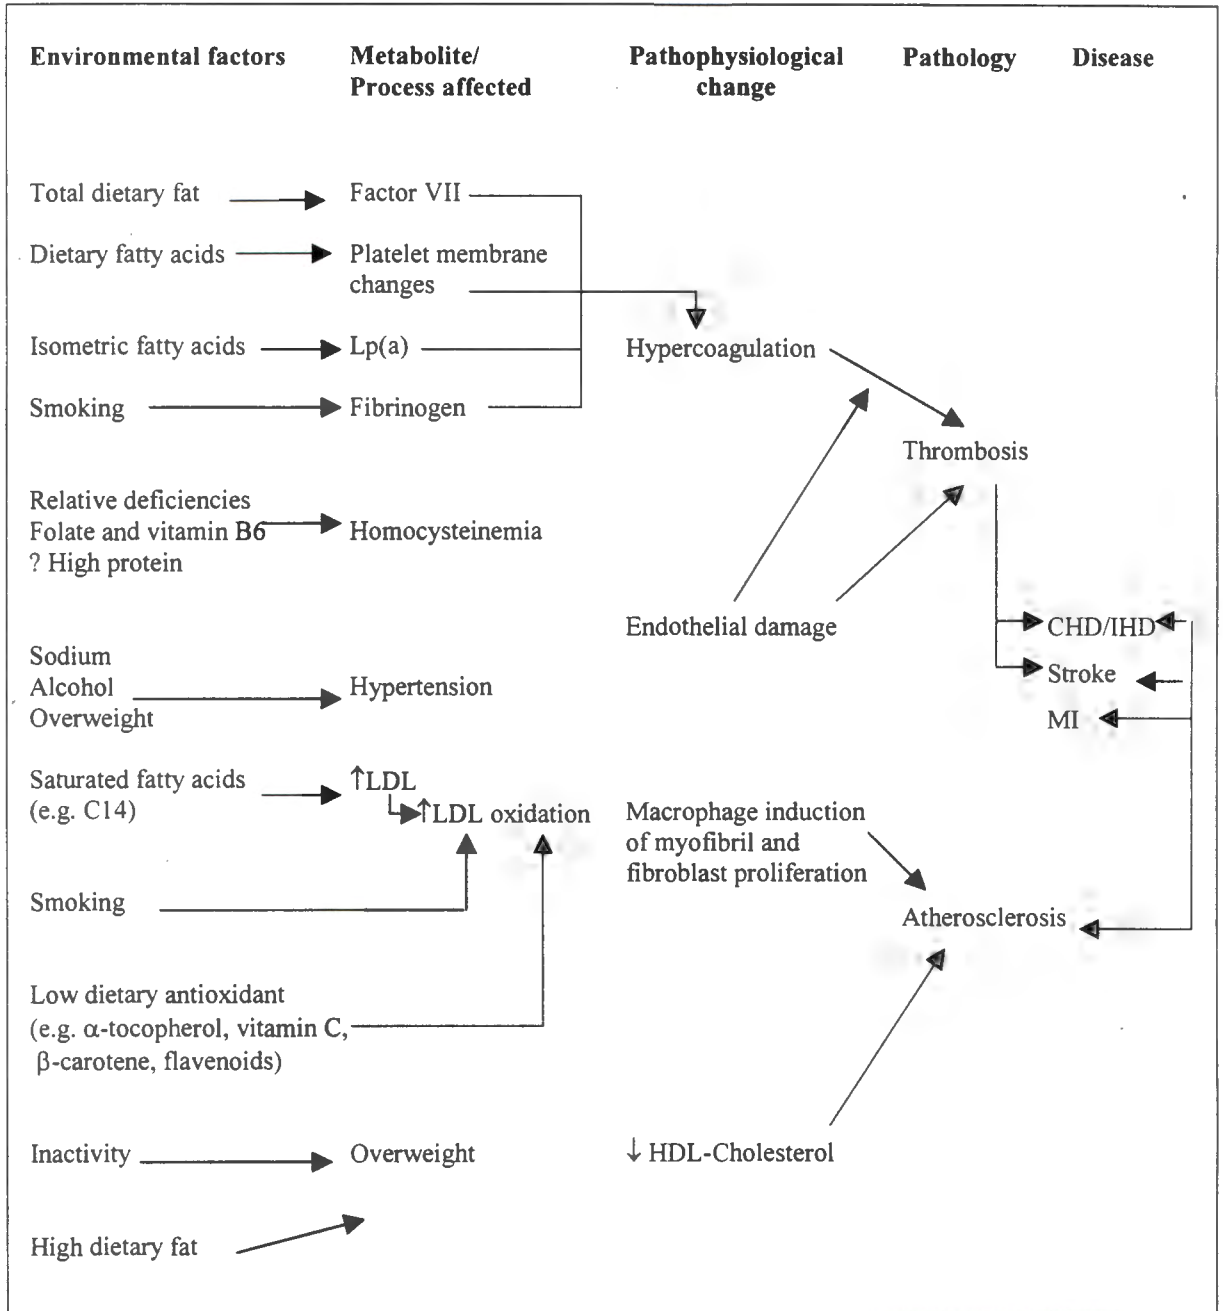 Environmental factors
Metabolite/
Process affected
Pathophysiological
change
Pathology
Disease
Total dietary fat
Factor VII
Dietary fatty acids
Platelet membrane
changes
Isometric fatty acids
Lp(a)
Hypercoagulation
Smoking
Fibrinogen
Thrombosis
Relative deficiencies
Folate and vitamin B6
? High protein
Homocysteinemia
Endothelial damage
CHD/IHD
Stroke
MI
Sodium
Alcohol
Overweight
Hypertension
Saturated fatty acids
(e.g. C14)
↑LDL
↑LDL oxidation
Macrophage induction
of myofibril and
fibroblast proliferation
Smoking
Atherosclerosis
Low dietary antioxidant
(e.g. α-tocopherol, vitamin C,
β-carotene, flavenoids)
Inactivity
Overweight
↓ HDL-Cholesterol
High dietary fat